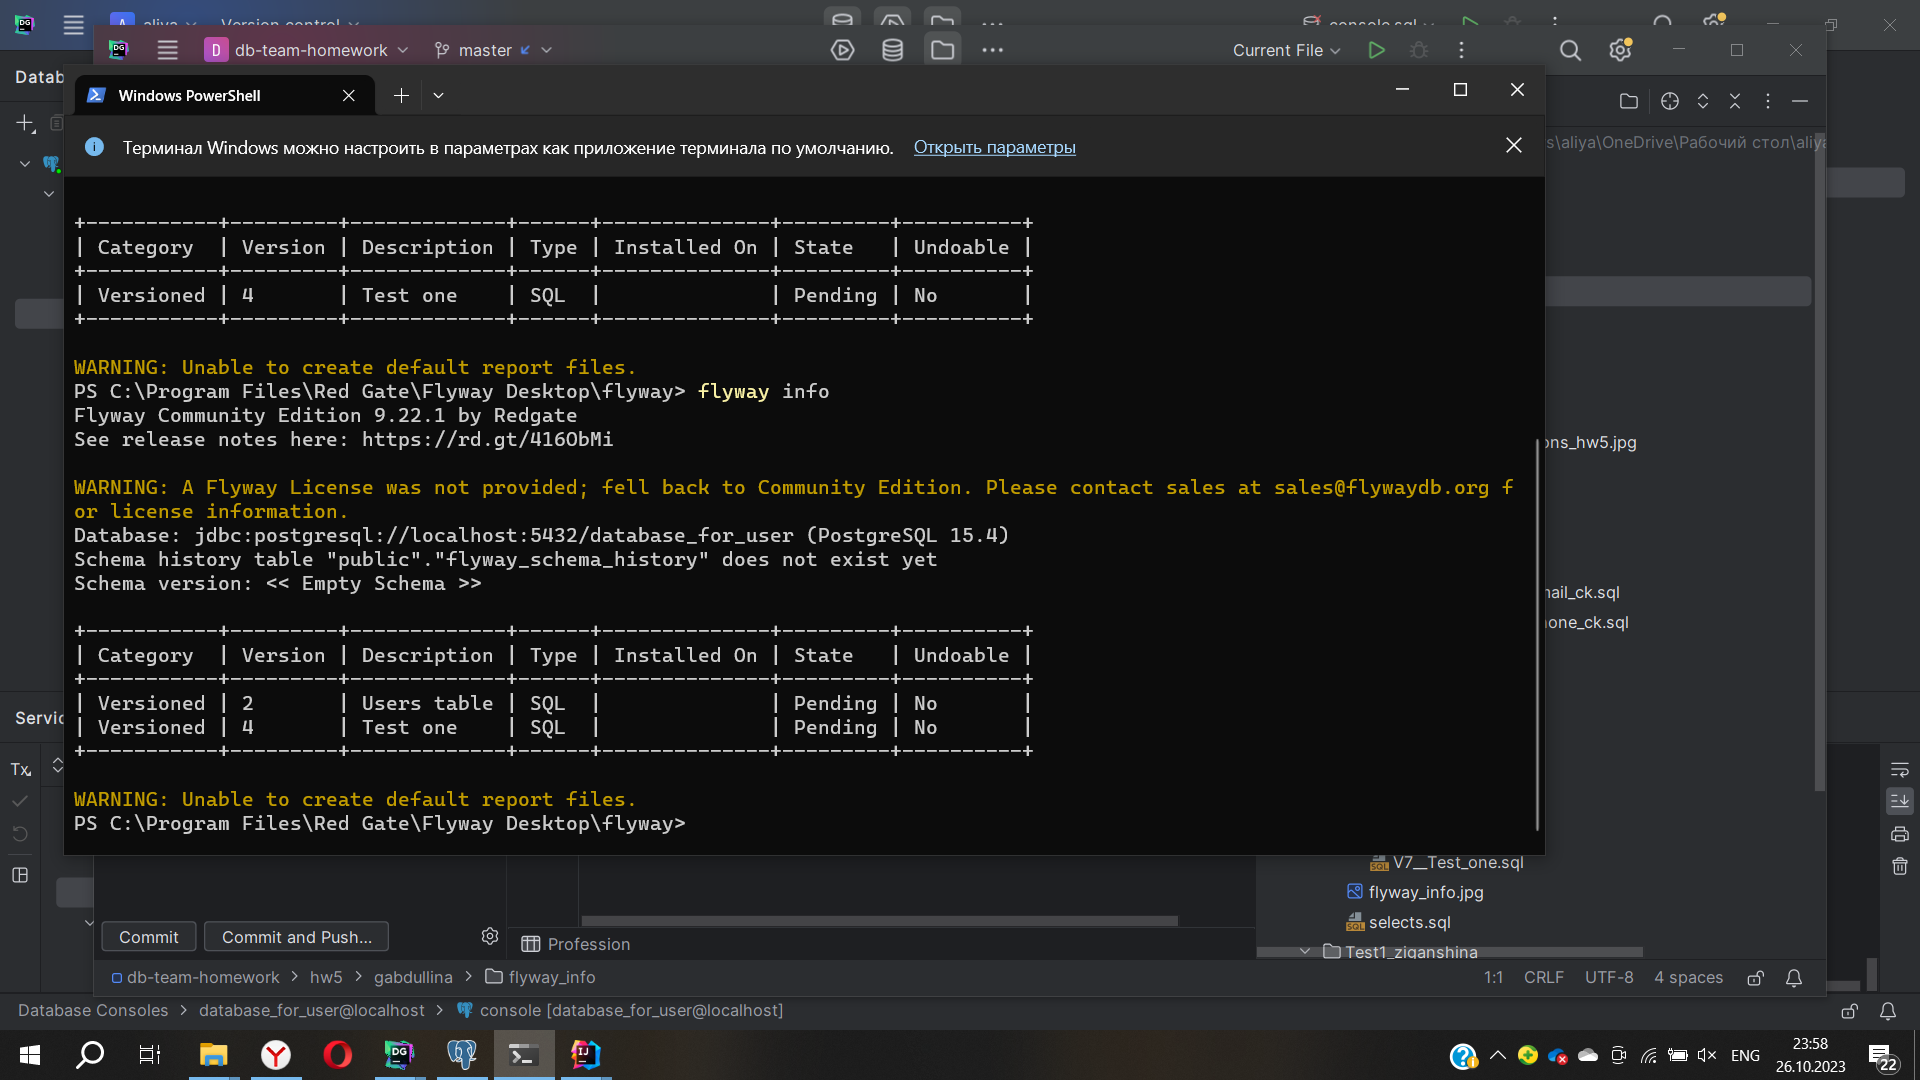 aliya
Version control
console.sql
db-team-homework
master
Current File
Windows PowerShell
Терминал Windows можно настроить в параметрах как приложение терминала по умолчанию. Открыть параметры
s\aliya\OneDrive\Рабочий стол\aliya
+-----------+---------+-------------+------+--------------+---------+----------+
| Category  | Version | Description | Type | Installed On | State   | Undoable |
+-----------+---------+-------------+------+--------------+---------+----------+
| Versioned | 4       | Test one    | SQL  |              | Pending | No       |
+-----------+---------+-------------+------+--------------+---------+----------+
WARNING: Unable to create default report files.
PS C:\Program Files\Red Gate\Flyway Desktop\flyway> flyway info
Flyway Community Edition 9.22.1 by Redgate
See release notes here: https://rd.gt/416ObMi
WARNING: A Flyway License was not provided; fell back to Community Edition. Please contact sales at sales@flywaydb.org f
or license information.
Database: jdbc:postgresql://localhost:5432/database_for_user (PostgreSQL 15.4)
Schema history table "public"."flyway_schema_history" does not exist yet
Schema version: << Empty Schema >>
+-----------+---------+-------------+------+--------------+---------+----------+
| Category  | Version | Description | Type | Installed On | State   | Undoable |
+-----------+---------+-------------+------+--------------+---------+----------+
| Versioned | 2       | Users table | SQL  |              | Pending | No       |
| Versioned | 4       | Test one    | SQL  |              | Pending | No       |
+-----------+---------+-------------+------+--------------+---------+----------+
WARNING: Unable to create default report files.
PS C:\Program Files\Red Gate\Flyway Desktop\flyway>
Datab
Servic
Tx
ons_hw5.jpg
mail_ck.sql
hone_ck.sql
V7__Test_one.sql
flyway_info.jpg
selects.sql
Test1_ziganshina
Commit
Commit and Push...
Profession
db-team-homework > hw5 > gabdullina > flyway_info
1:1 CRLF UTF-8 4 spaces
Database Consoles > database_for_user@localhost > console [database_for_user@localhost]
ENG
23:58
26.10.2023
22